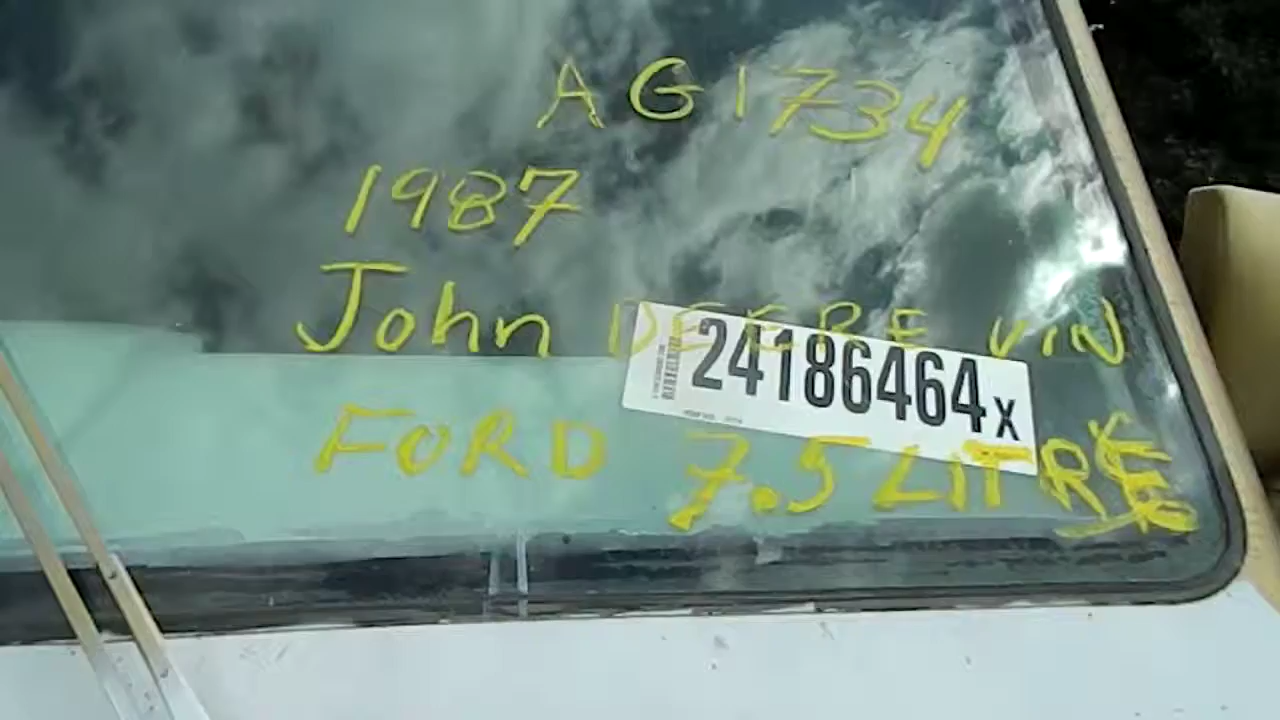 AG1734
1987
John DEERE VIN
24186464x
FORD 7.5 LITRE